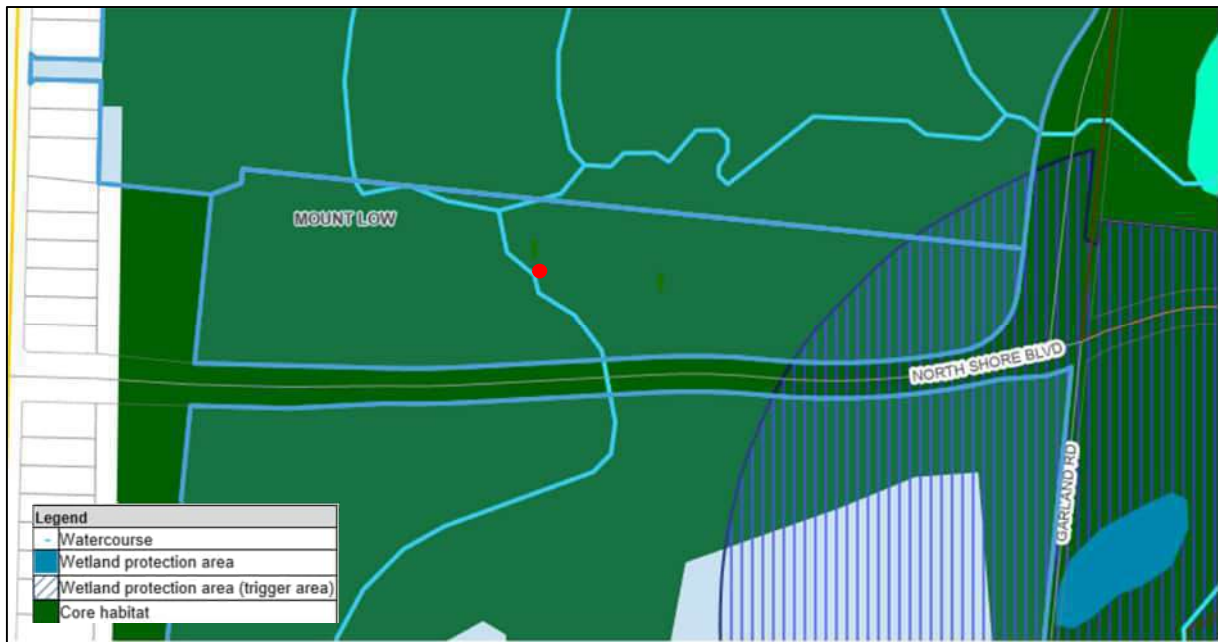 MOUNT LOW
NORTH SHORE BLVD
GARLAND RD
Legend
Watercourse
Wetland protection area
Wetland protection area (trigger area)
Core habitat